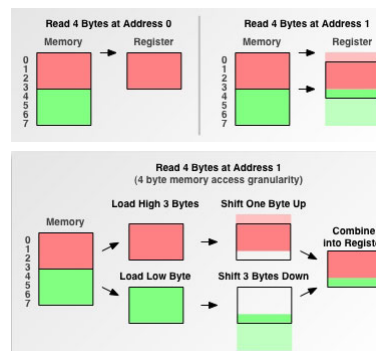 Read 4 Bytes at Address 0
Memory
Register
0
1
2
3
4
5
6
7
Read 4 Bytes at Address 1
Memory
Register
0
1
2
3
4
5
6
7
Read 4 Bytes at Address 1
(4 byte memory access granularity)
Memory
0
1
2
3
4
5
6
7
Load High 3 Bytes
Shift One Byte Up
Load Low Byte
Shift 3 Bytes Down
Combine
into Register